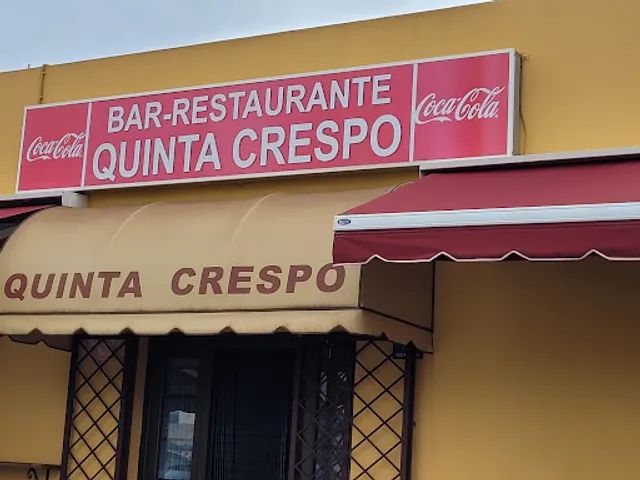 Coca-Cola
BAR-RESTAURANTE
QUINTA CRESPO
Coca-Cola
QUINTA CRESPO